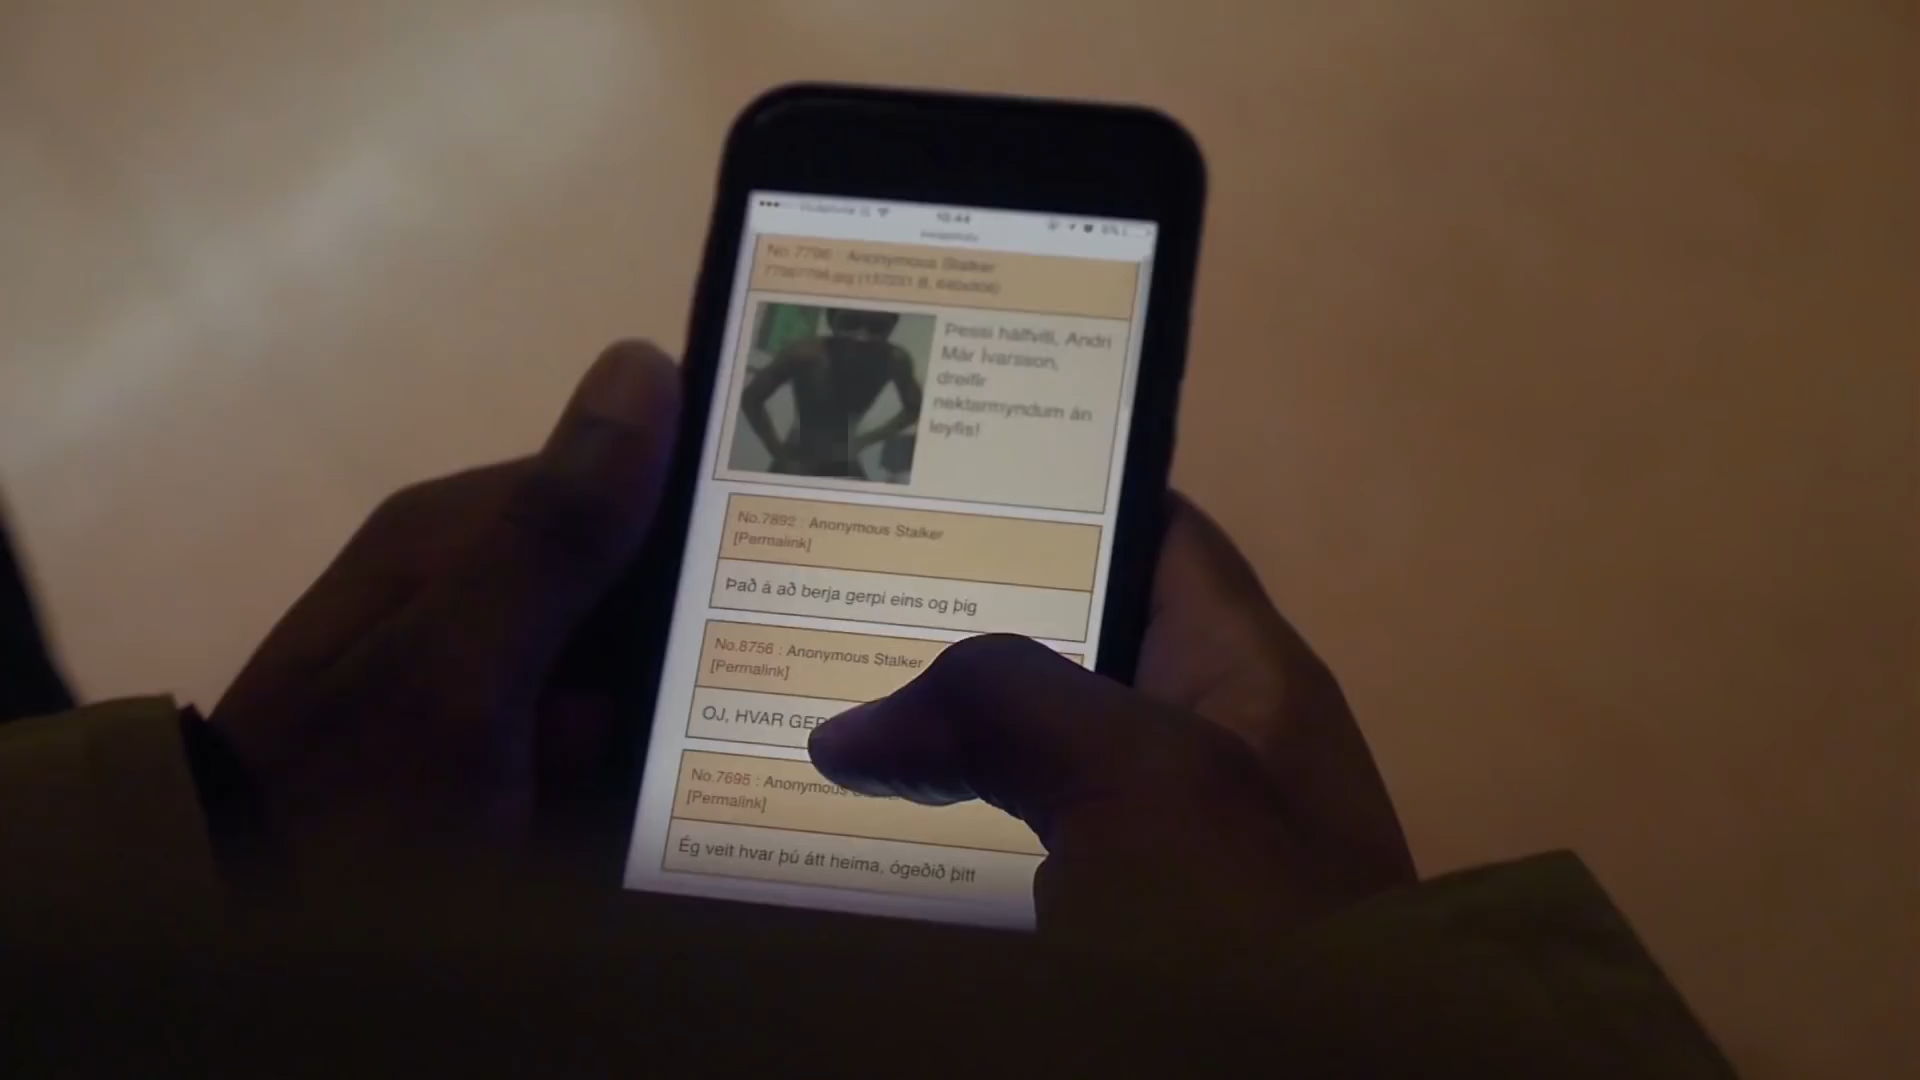 10:44
No.7796 : Anonymous Stalker
Þessi hálfviti, Andri
Már Ívarsson,
dreifir
nektarmyndum án
leyfis!
No.7892 : Anonymous Stalker
[Permalink]
Það á að berja gerpi eins og þig
No.8756 : Anonymous Stalker
[Permalink]
OJ, HVAR
No.7695 : Anonymous
[Permalink]
Ég veit hvar þú átt heima, ógeðið þitt